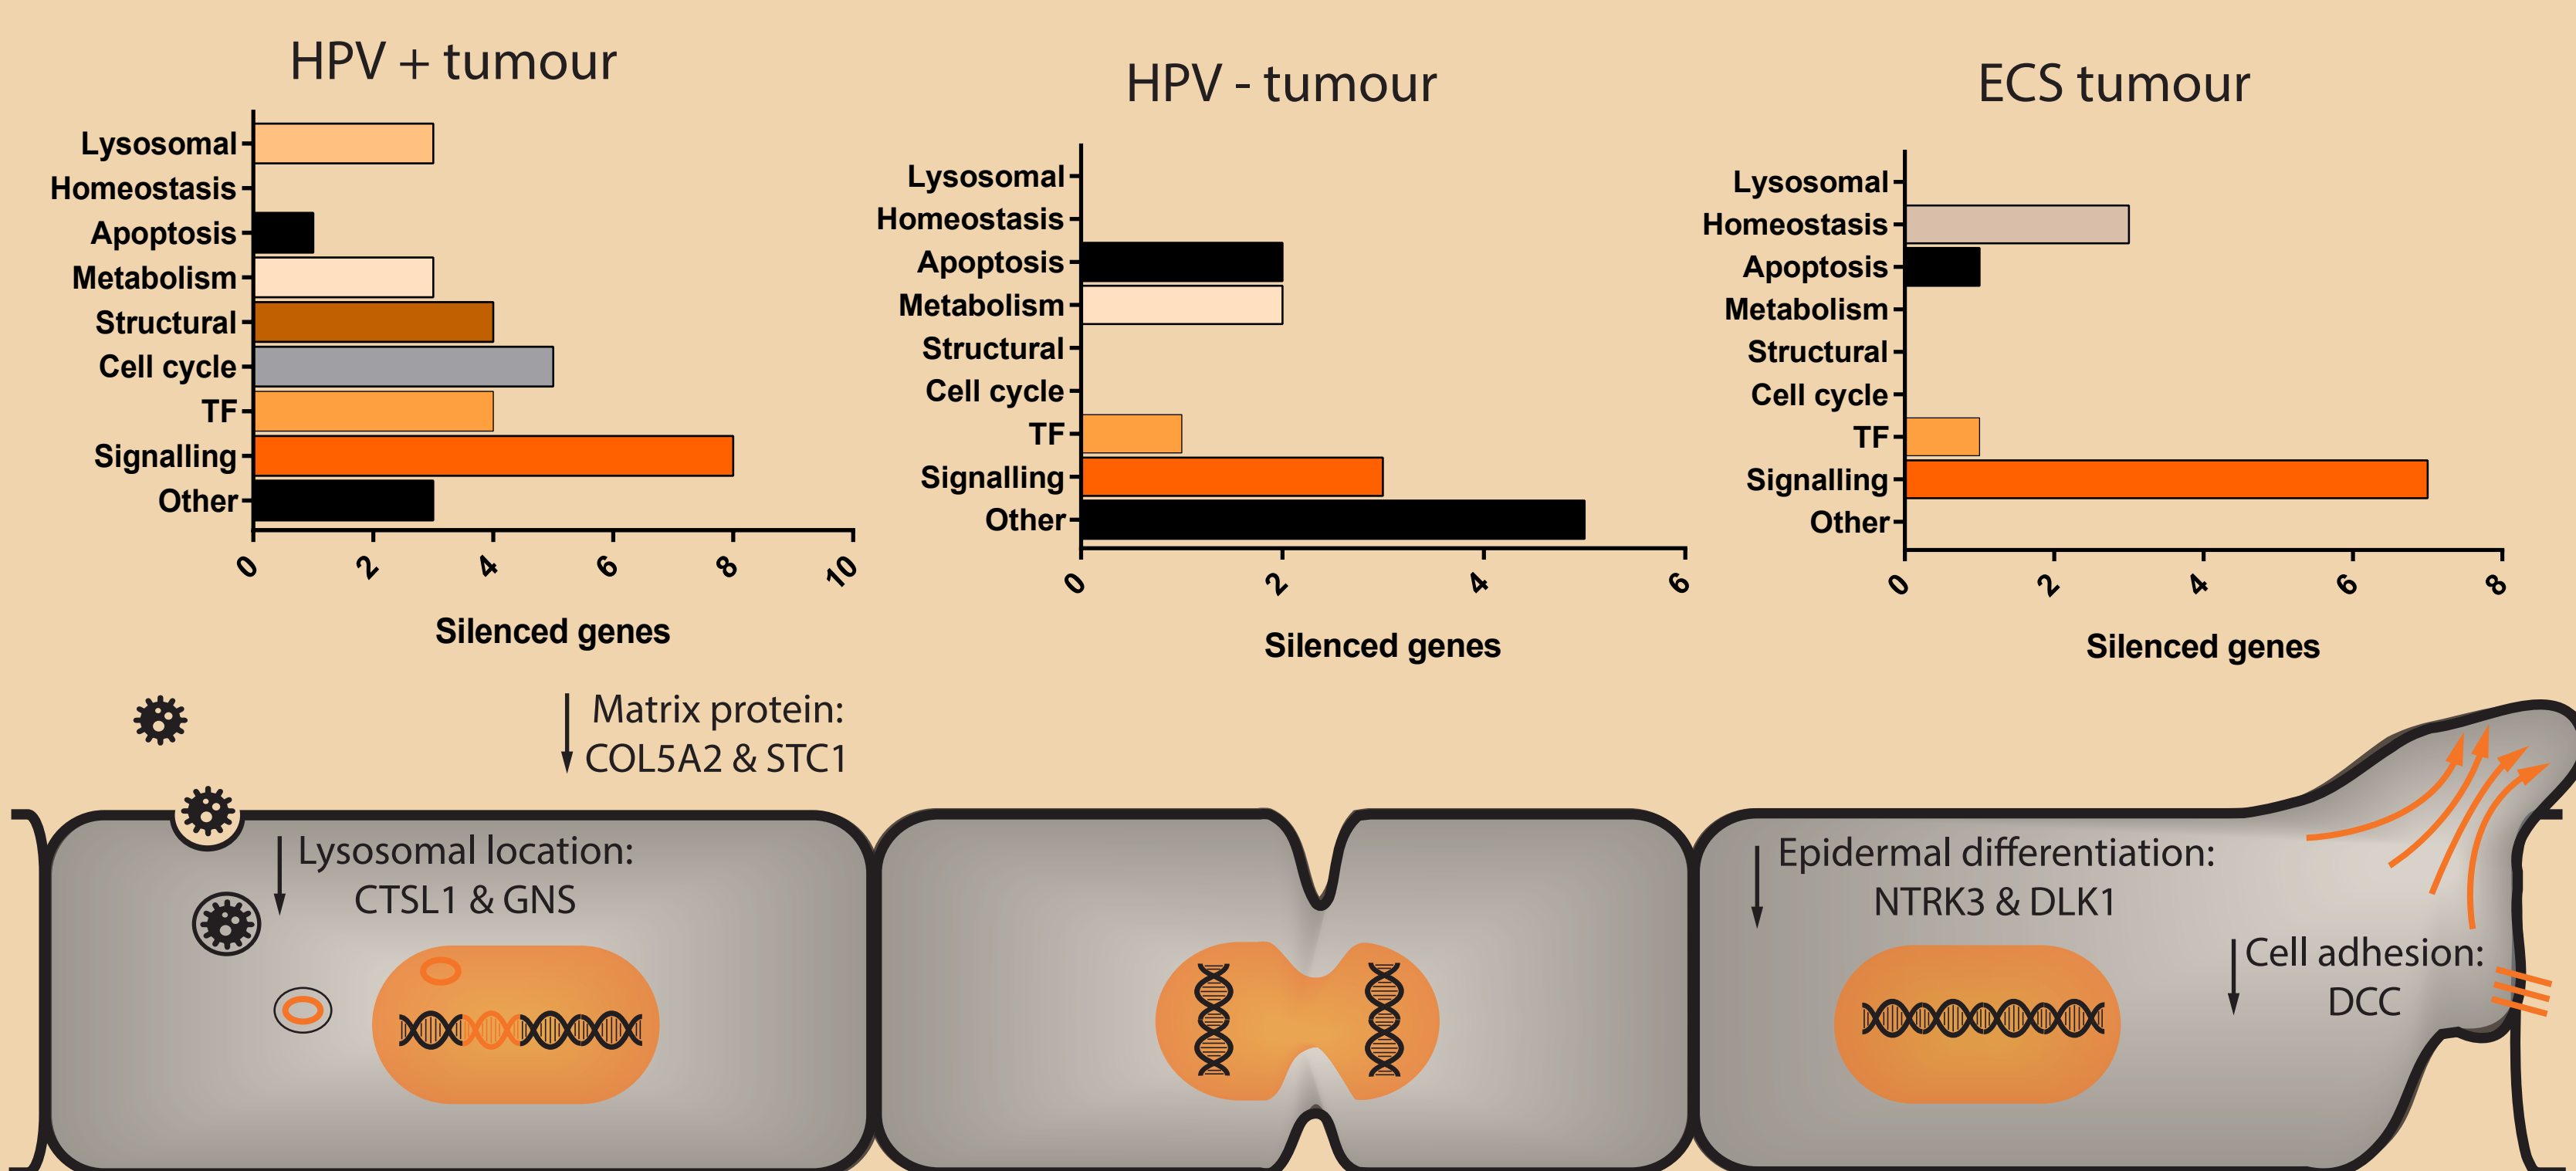 HPV + tumour
Lysosomal
Homeostasis
Apoptosis
Metabolism
Structural
Cell cycle
TF
Signalling
Other
0 2 4 6 8 10
Silenced genes
HPV - tumour
Lysosomal
Homeostasis
Apoptosis
Metabolism
Structural
Cell cycle
TF
Signalling
Other
0 2 4 6
Silenced genes
ECS tumour
Lysosomal
Homeostasis
Apoptosis
Metabolism
Structural
Cell cycle
TF
Signalling
Other
0 2 4 6 8
Silenced genes
Matrix protein:
COL5A2 & STC1
Lysosomal location:
CTSL1 & GNS
Epidermal differentiation:
NTRK3 & DLK1
Cell adhesion:
DCC